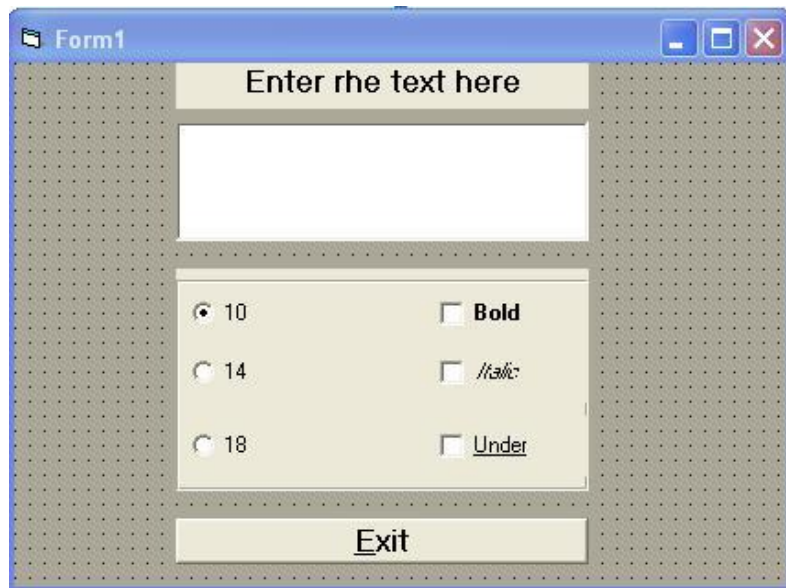 Form1
Enter rhe text here
10 Bold
14 Italic
18 Under
Exit